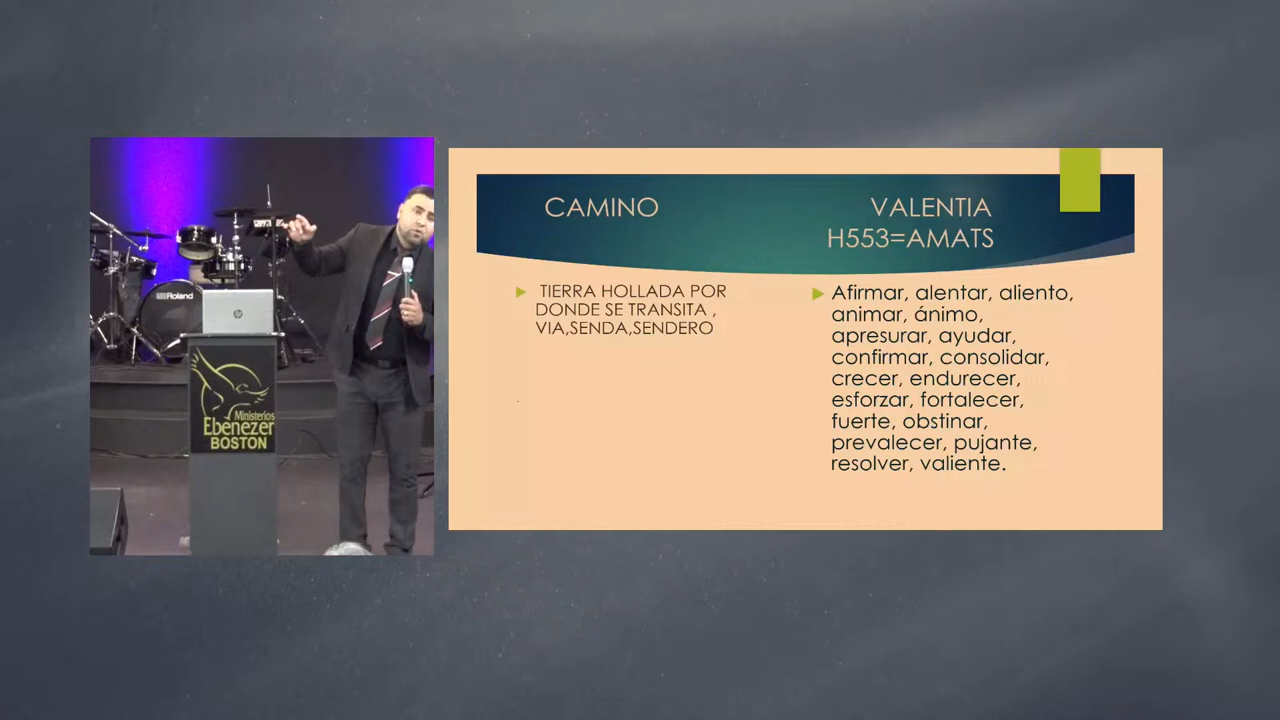 Roland
hp
Ministerios
Ebenezer
BOSTON
CAMINO
VALENTIA
H553=AMATS
TIERRA HOLLADA POR
DONDE SE TRANSITA ,
VIA,SENDA,SENDERO
Afirmar, alentar, aliento,
animar, ánimo,
apresurar, ayudar,
confirmar, consolidar,
crecer, endurecer,
esforzar, fortalecer,
fuerte, obstinar,
prevalecer, pujante,
resolver, valiente.